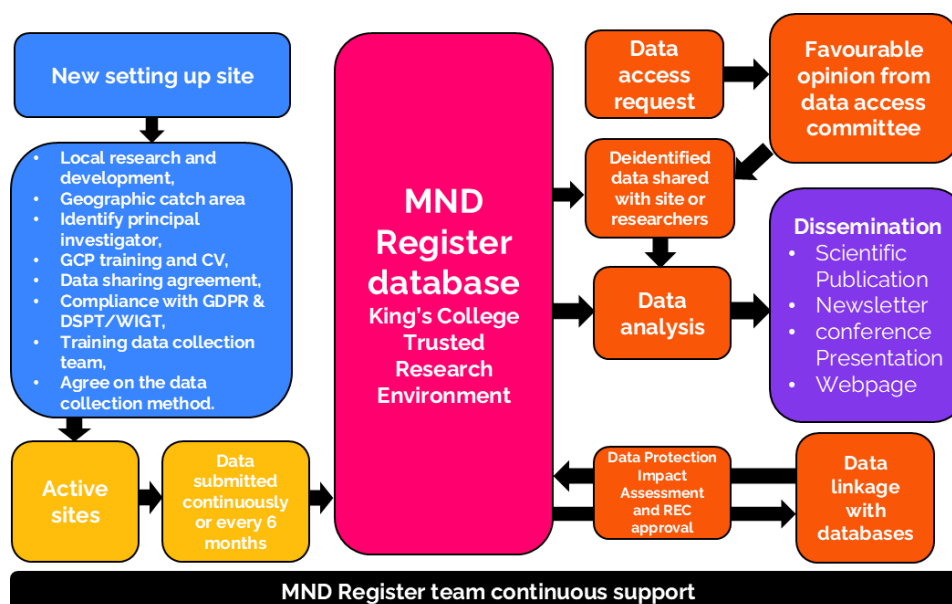 New setting up site
• Local research and
development,
• Geographic catch area
• Identify principal
investigator,
• GCP training and CV,
• Data sharing agreement,
• Compliance with GDPR &
DSPT/WIGT,
• Training data collection
team,
• Agree on the data
collection method.
Active
sites
Data
submitted
continuously
or every 6
months
MND
Register
database
King's College
Trusted
Research
Environment
Data
access
request
Favourable
opinion from
data access
committee
Deidentified
data shared
with site or
researchers
Data
analysis
Dissemination
• Scientific
Publication
• Newsletter
• conference
Presentation
• Webpage
Data Protection
Impact
Assessment
and REC
approval
Data
linkage
with
databases
MND Register team continuous support